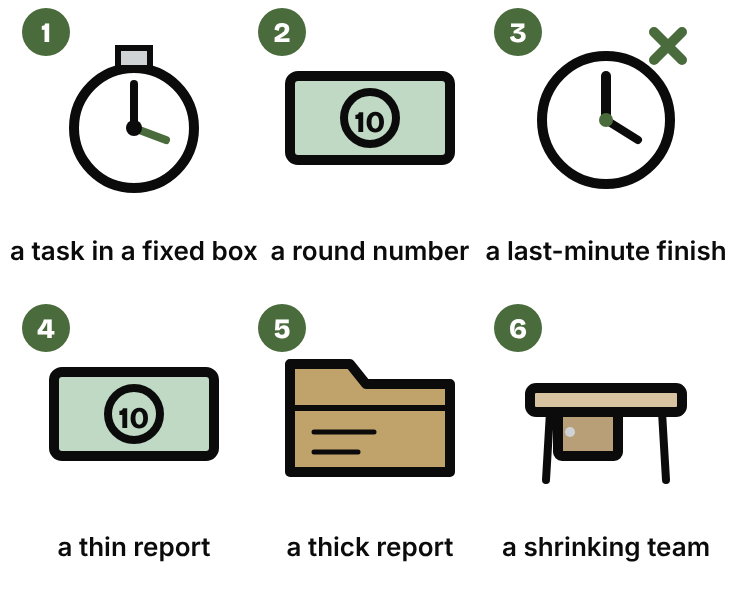 1
2
3
10
a task in a fixed box
a round number
a last-minute finish
4
5
6
10
a thin report
a thick report
a shrinking team